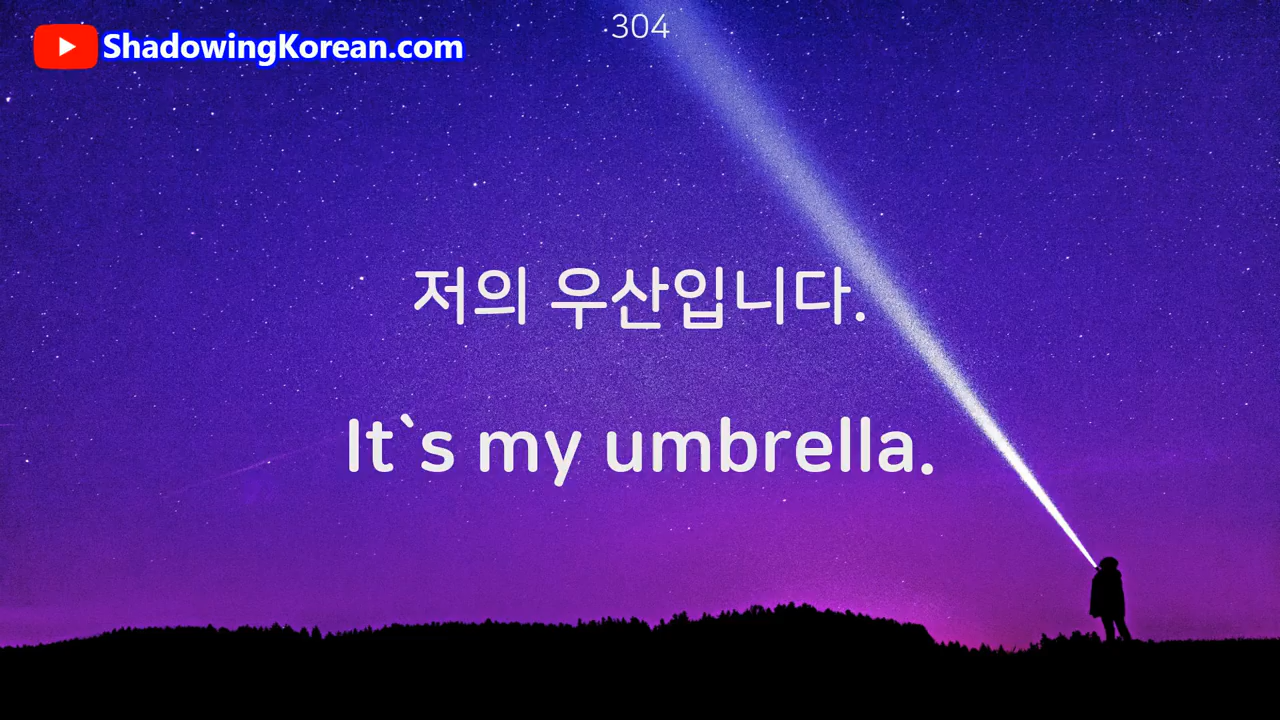 304
ShadowingKorean.com
저의 우산입니다.
It`s my umbrella.